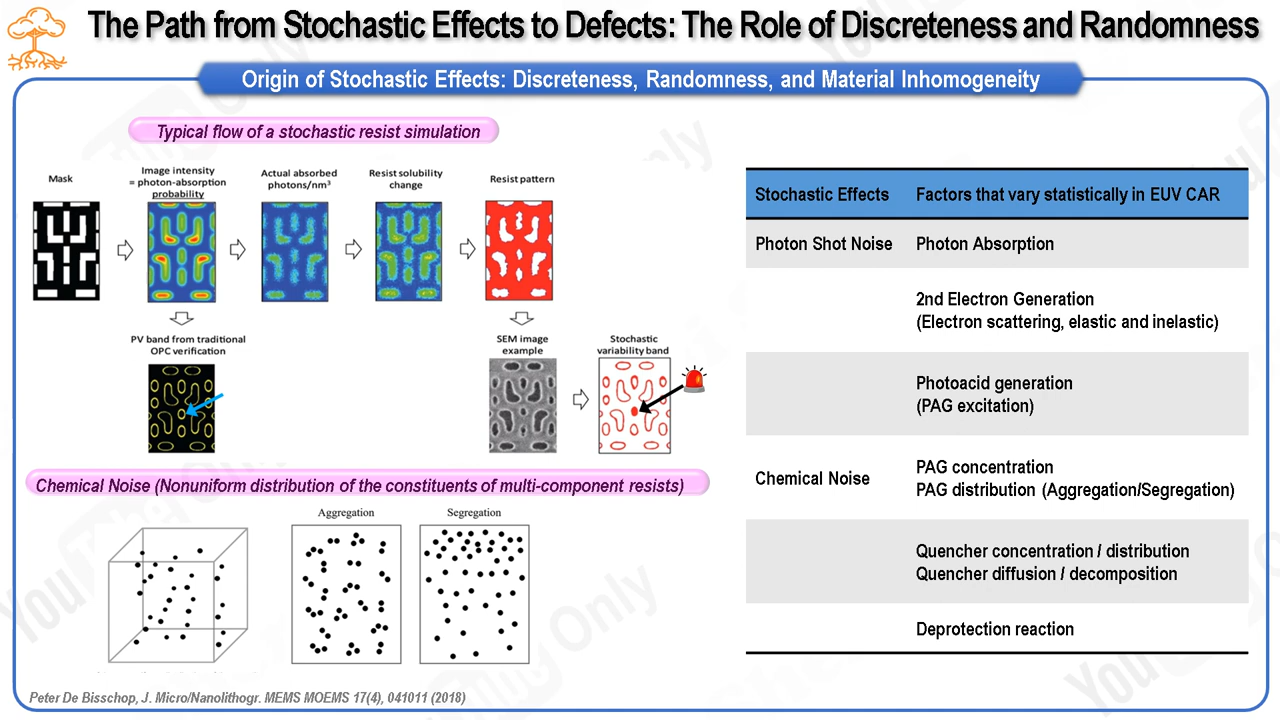 The Path from Stochastic Effects to Defects: The Role of Discreteness and Randomness
Origin of Stochastic Effects: Discreteness, Randomness, and Material Inhomogeneity
Typical flow of a stochastic resist simulation
Mask
Image intensity
= photon-absorption
probability
Actual absorbed
photons/nm³
Resist solubility
change
Resist pattern
PV band from traditional
OPC verification
SEM image
example
Stochastic
variability band
Chemical Noise (Nonuniform distribution of the constituents of multi-component resists)
Aggregation
Segregation
Stochastic Effects
Factors that vary statistically in EUV CAR
Photon Shot Noise
Photon Absorption
2nd Electron Generation
(Electron scattering, elastic and inelastic)
Photoacid generation
(PAG excitation)
Chemical Noise
PAG concentration
PAG distribution (Aggregation/Segregation)
Quencher concentration / distribution
Quencher diffusion / decomposition
Deprotection reaction
Peter De Bisschop, J. Micro/Nanolithogr. MEMS MOEMS 17(4), 041011 (2018)